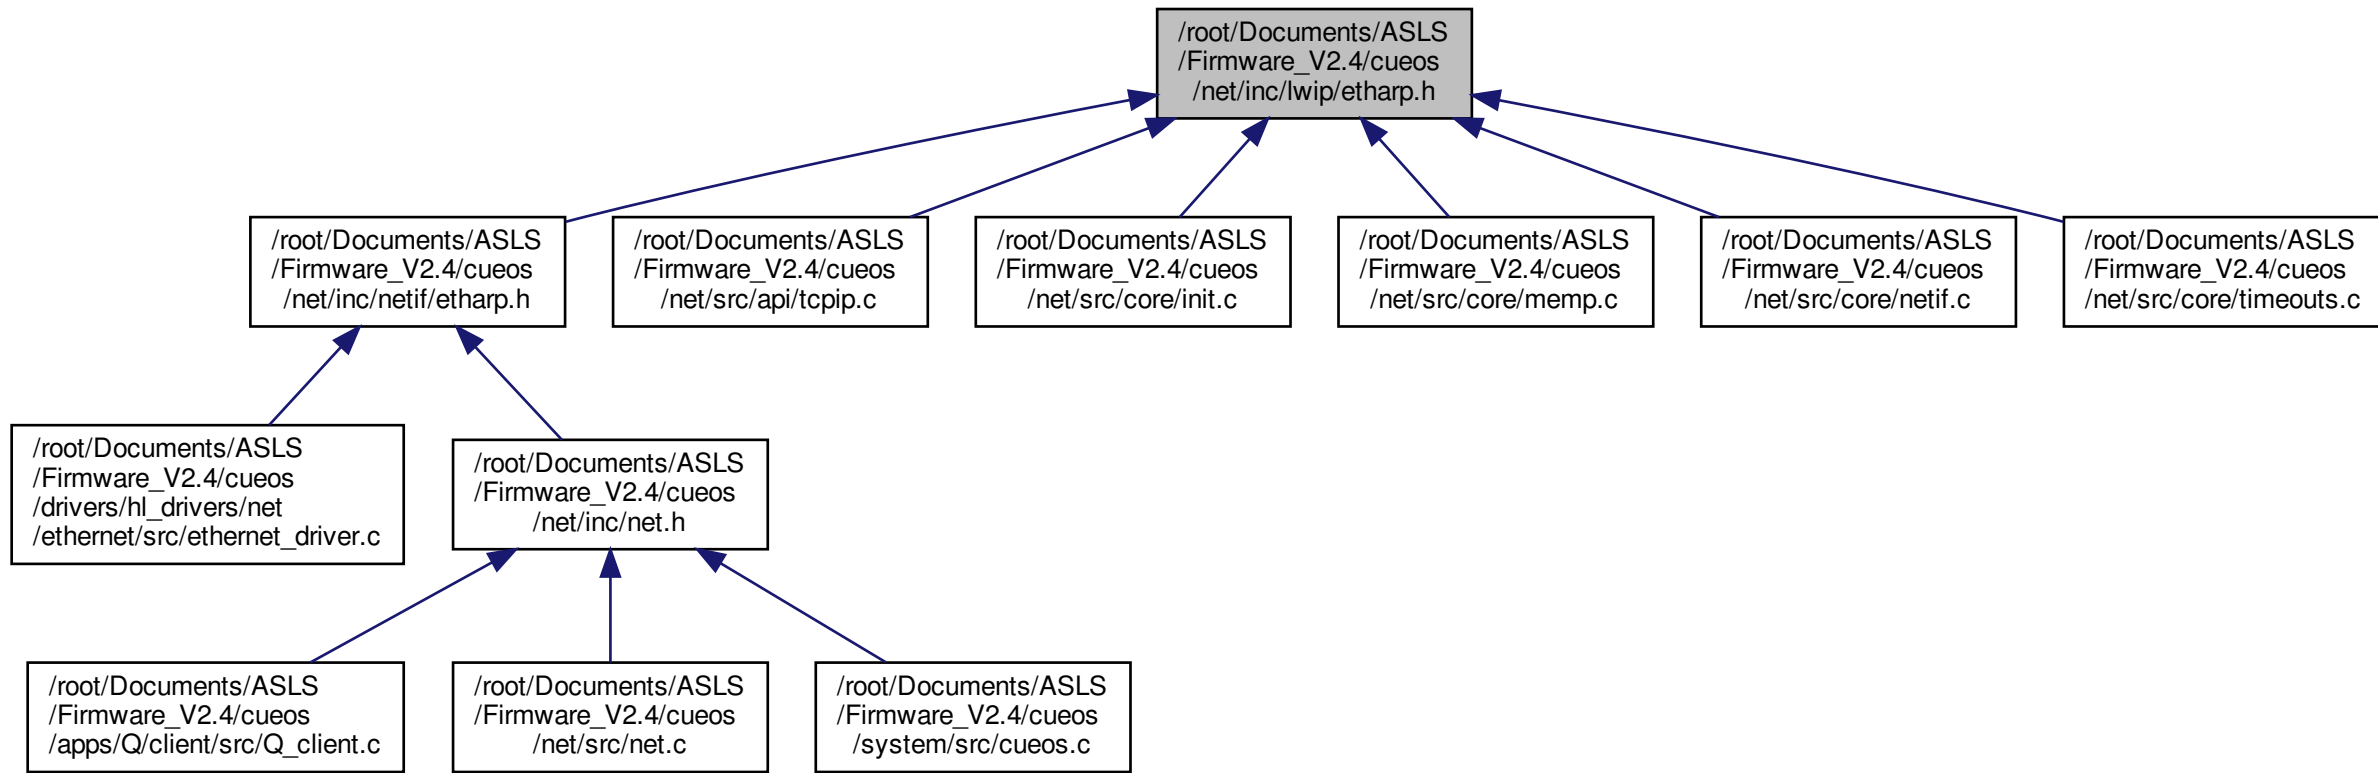 /root/Documents/ASLS
/Firmware_V2.4/cueos
/net/inc/lwip/etharp.h
/root/Documents/ASLS
/Firmware_V2.4/cueos
/net/inc/netif/etharp.h
/root/Documents/ASLS
/Firmware_V2.4/cueos
/net/src/api/tcpip.c
/root/Documents/ASLS
/Firmware_V2.4/cueos
/net/src/core/init.c
/root/Documents/ASLS
/Firmware_V2.4/cueos
/net/src/core/memp.c
/root/Documents/ASLS
/Firmware_V2.4/cueos
/net/src/core/netif.c
/root/Documents/ASLS
/Firmware_V2.4/cueos
/net/src/core/timeouts.c
/root/Documents/ASLS
/Firmware_V2.4/cueos
/drivers/hl_drivers/net
/ethernet/src/ethernet_driver.c
/root/Documents/ASLS
/Firmware_V2.4/cueos
/net/inc/net.h
/root/Documents/ASLS
/Firmware_V2.4/cueos
/apps/Q/client/src/Q_client.c
/root/Documents/ASLS
/Firmware_V2.4/cueos
/net/src/net.c
/root/Documents/ASLS
/Firmware_V2.4/cueos
/system/src/cueos.c